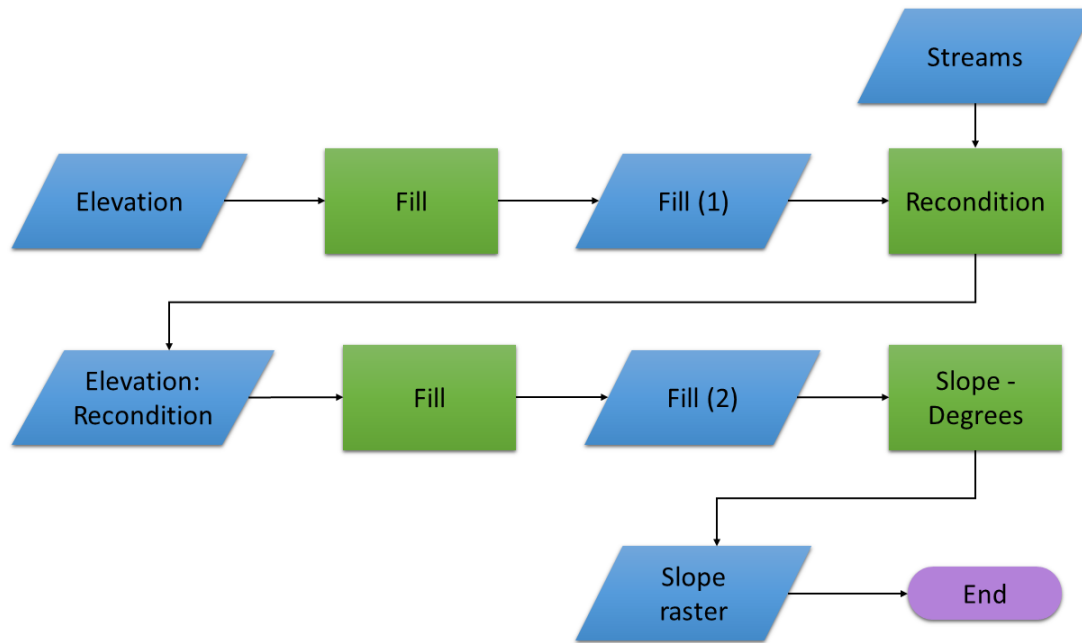 Streams
Elevation
Fill
Fill (1)
Recondition
Elevation:
Recondition
Fill
Fill (2)
Slope -
Degrees
Slope
raster
End